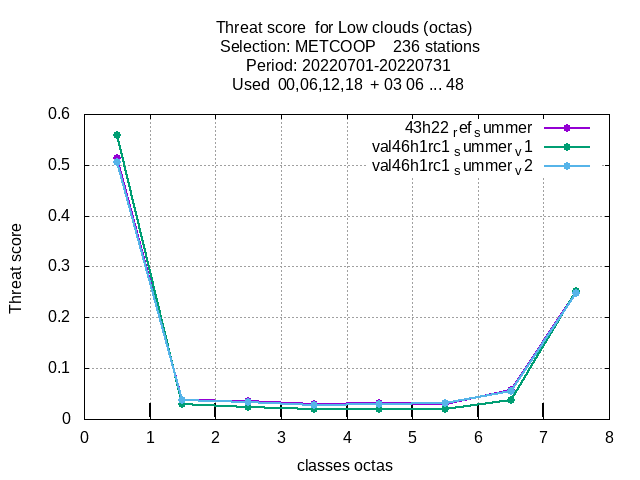 Threat score for Low clouds (octas)
Selection: METCOOP 236 stations
Period: 20220701-20220731
Used 00,06,12,18 + 03 06 ... 48
43h22 ref summer
val46h1rc1 summer v1
val46h1rc1 summer v2
Threat score
0.6
0.5
0.4
0.3
0.2
0.1
0
0 1 2 3 4 5 6 7 8
classes octas